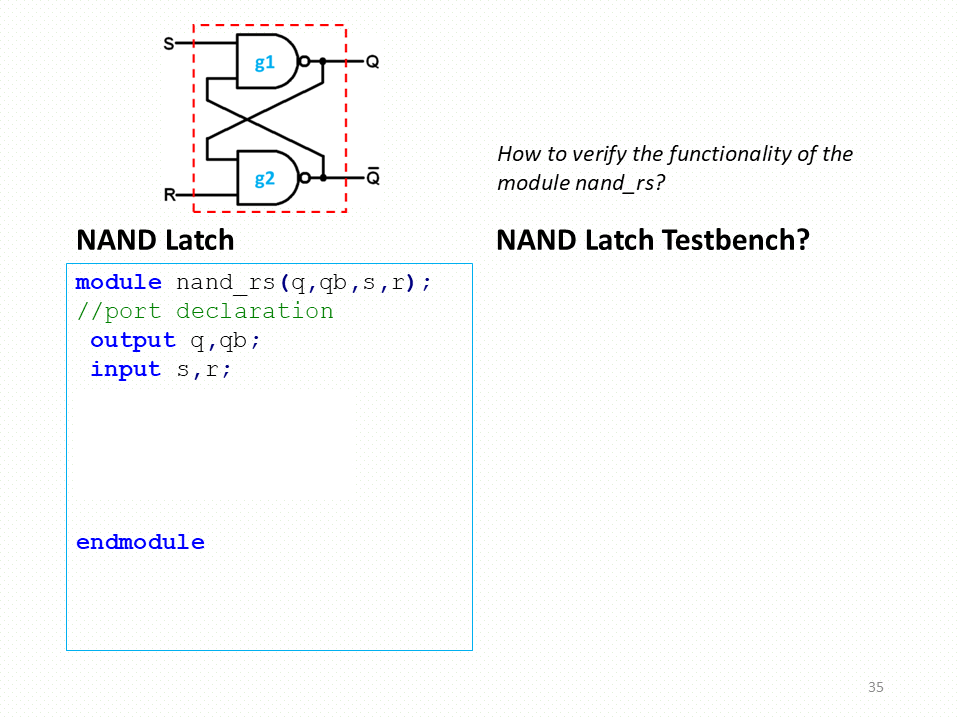 S
g1
Q
g2
R
Q̅
How to verify the functionality of the
module nand_rs?
NAND Latch
NAND Latch Testbench?
module nand_rs(q,qb,s,r);
//port declaration
output q,qb;
input s,r;
endmodule
35